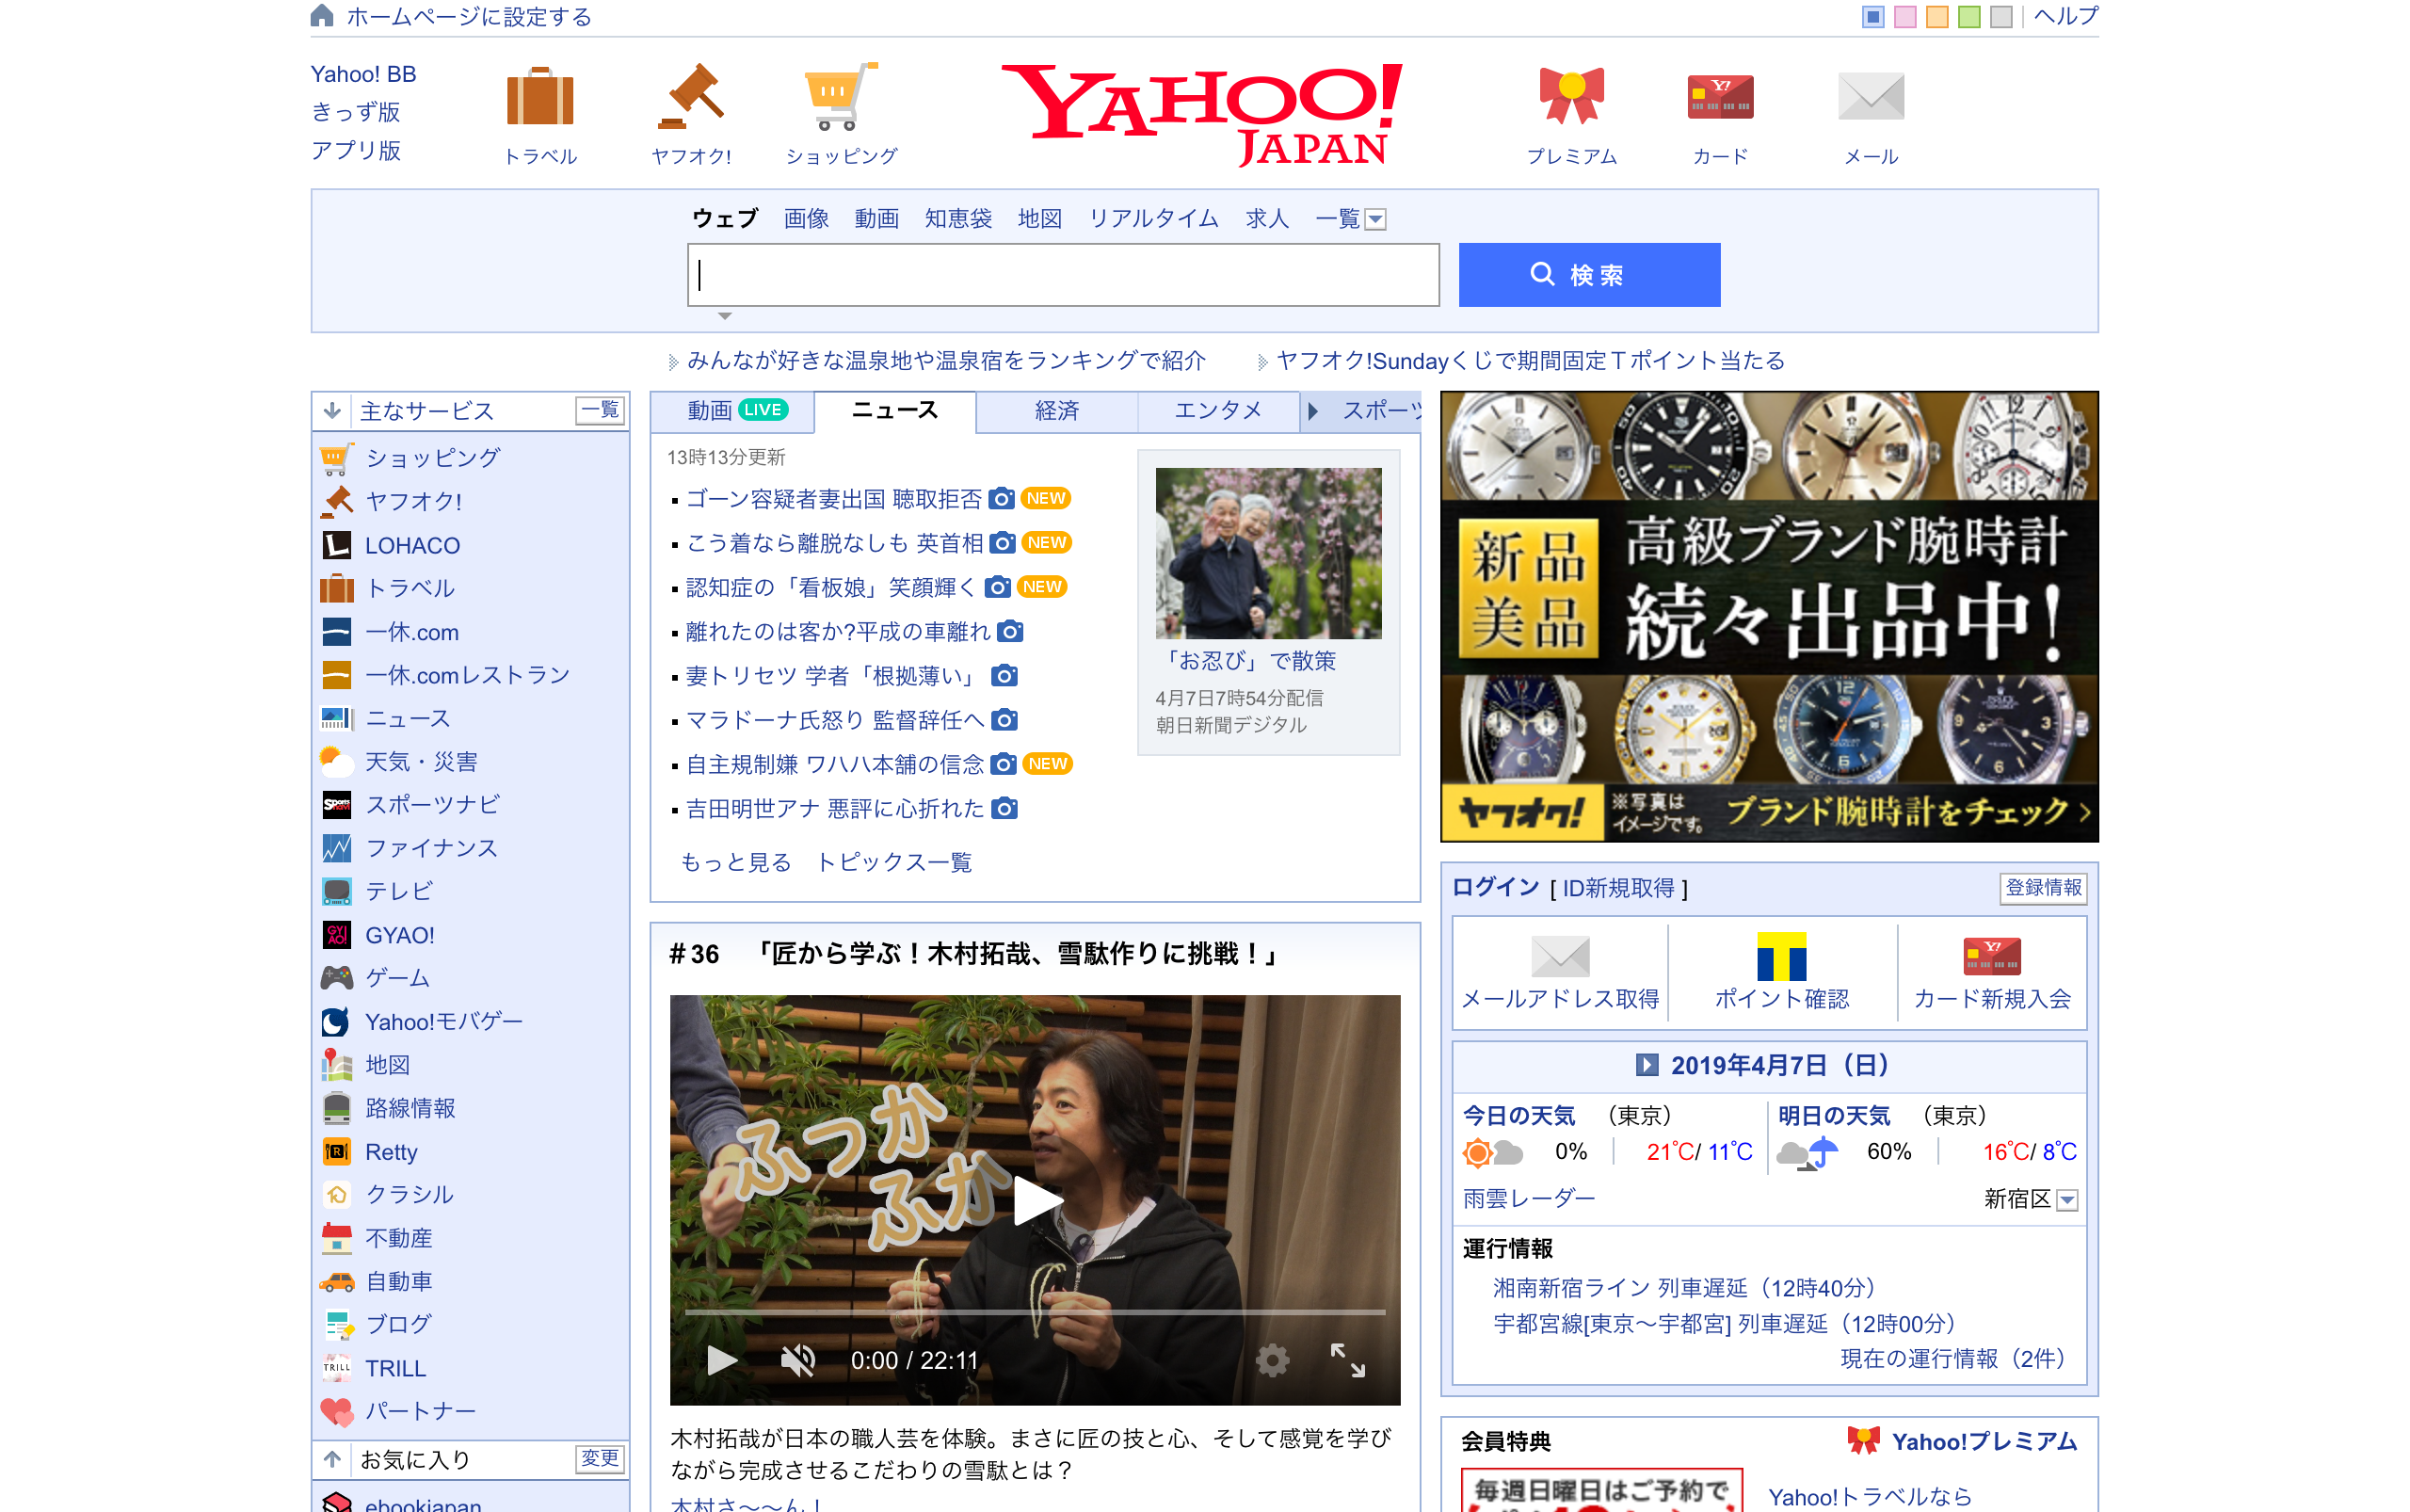 ホームページに設定する
ヘルプ
Yahoo! BB
きっず版
アプリ版
トラベル
ヤフオク!
ショッピング
YAHOO!
JAPAN
プレミアム
カード
メール
ウェブ 画像 動画 知恵袋 地図 リアルタイム 求人 一覧
検索
みんなが好きな温泉地や温泉宿をランキングで紹介
ヤフオク!Sundayくじで期間固定Tポイント当たる
主なサービス 一覧
ショッピング
ヤフオク!
LOHACO
トラベル
一休.com
一休.comレストラン
ニュース
天気・災害
スポーツナビ
ファイナンス
テレビ
GYAO!
ゲーム
Yahoo!モバゲー
地図
路線情報
Retty
クラシル
不動産
自動車
ブログ
TRILL
パートナー
お気に入り 変更
ebookjapan
動画 LIVE ニュース 経済 エンタメ スポーツ
13時13分更新
ゴーン容疑者妻出国 聴取拒否 NEW
こう着なら離脱なしも 英首相 NEW
認知症の「看板娘」笑顔輝く NEW
離れたのは客か?平成の車離れ
妻トリセツ 学者「根拠薄い」
マラドーナ氏怒り 監督辞任へ
自主規制嫌 ワハハ本舗の信念 NEW
吉田明世アナ 悪評に心折れた
もっと見る トピックス一覧
「お忍び」で散策
4月7日7時54分配信
朝日新聞デジタル
#36 「匠から学ぶ!木村拓哉、雪駄作りに挑戦!」
ふっか
ふか
0:00 / 22:11
木村拓哉が日本の職人芸を体験。まさに匠の技と心、そして感覚を学び
ながら完成させるこだわりの雪駄とは?
木村さ〜〜ん!
新品
美品
高級ブランド腕時計
続々出品中!
ヤフオク!
※写真は
イメージです。
ブランド腕時計をチェック
ログイン [ ID新規取得 ] 登録情報
メールアドレス取得
ポイント確認
カード新規入会
2019年4月7日(日)
今日の天気 (東京)
0% 21℃/ 11℃
明日の天気 (東京)
60% 16℃/ 8℃
雨雲レーダー
新宿区
運行情報
湘南新宿ライン 列車遅延(12時40分)
宇都宮線[東京〜宇都宮] 列車遅延(12時00分)
現在の運行情報(2件)
会員特典
Yahoo!プレミアム
毎週日曜日はご予約で
Yahoo!トラベルなら